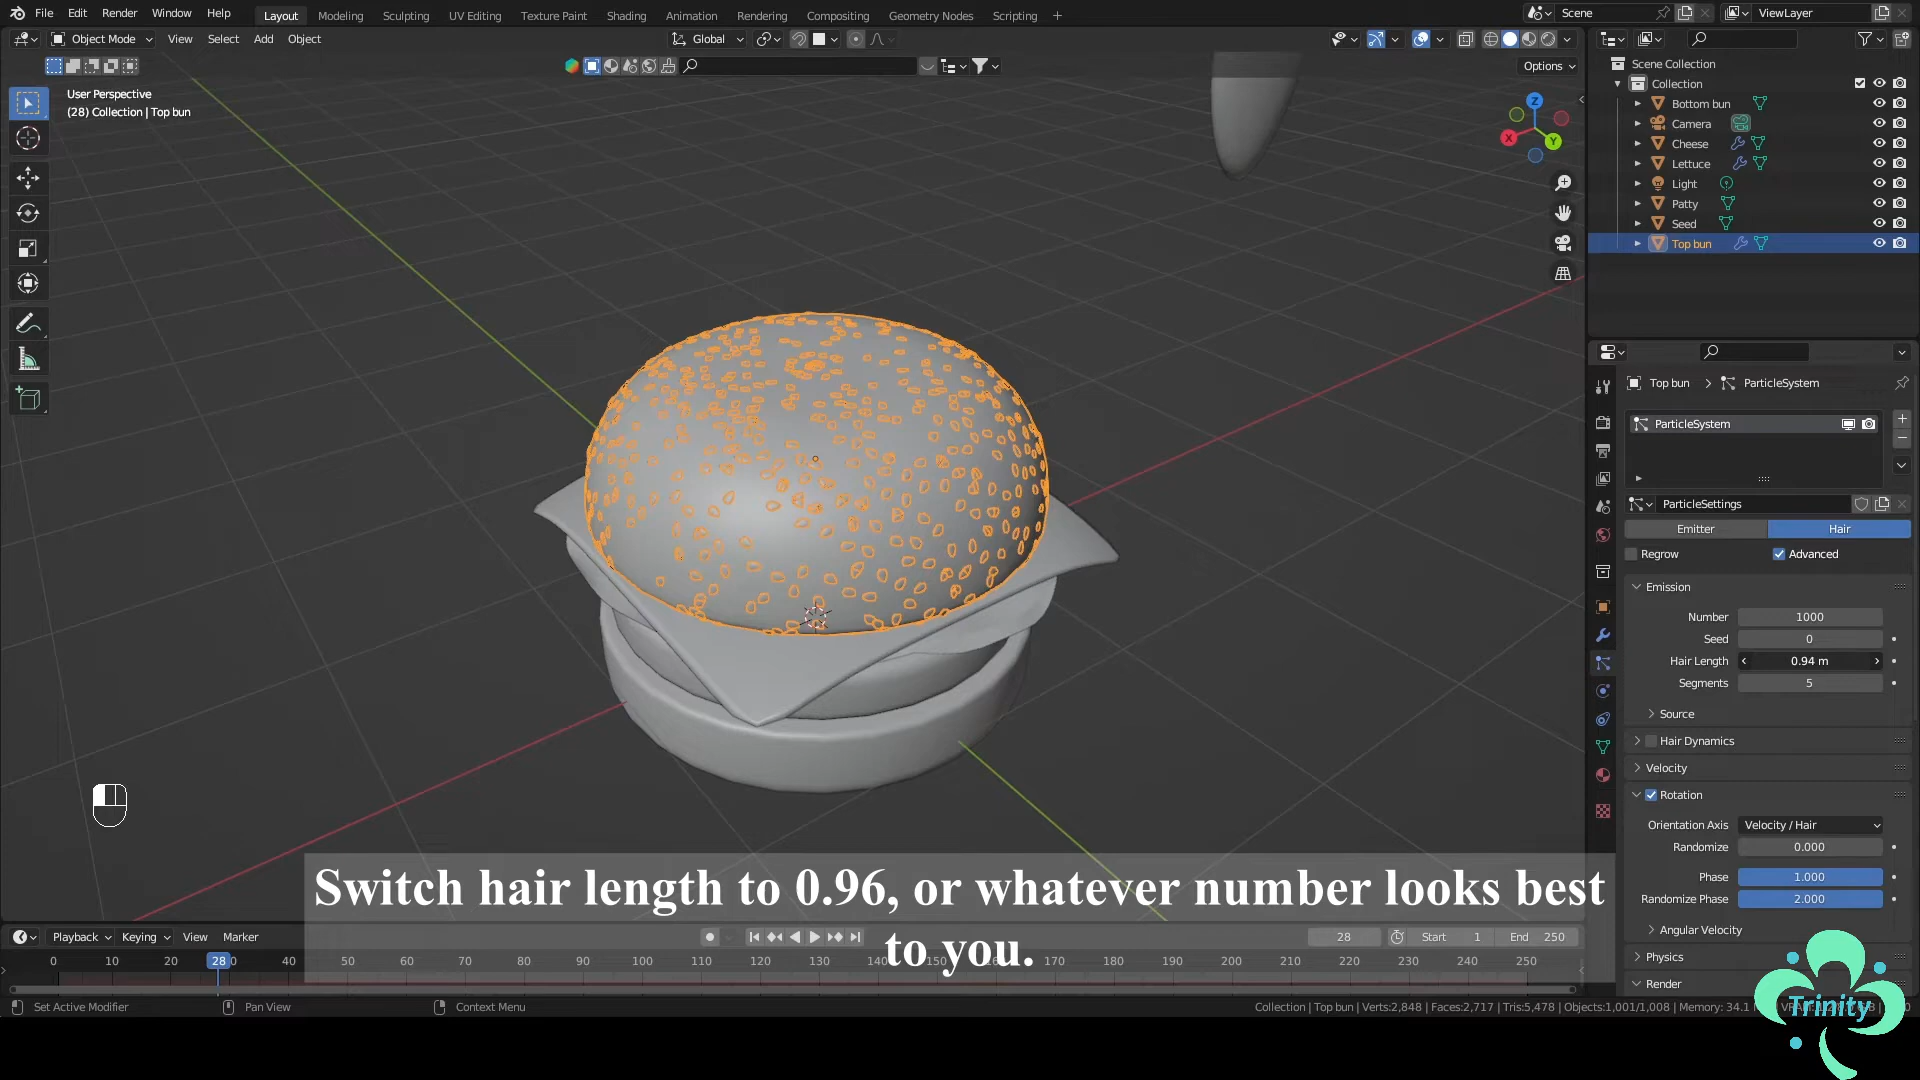 File Edit Render Window Help Layout Modeling Sculpting UV Editing Texture Paint Shading Animation Rendering Compositing Geometry Nodes Scripting + Scene ViewLayer
Object Mode View Select Add Object Global
Options
User Perspective
(28) Collection | Top bun
Z
X
Y
Scene Collection
Collection
Bottom bun
Camera
Cheese
Lettuce
Light
Patty
Seed
Top bun
Top bun > ParticleSystem
ParticleSystem
ParticleSettings
Emitter Hair
Regrow Advanced
Emission
Number 1000
Seed 0
Hair Length 0.94 m
Segments 5
Source
Hair Dynamics
Velocity
Rotation
Orientation Axis Velocity / Hair
Randomize 0.000
Phase 1.000
Randomize Phase 2.000
Angular Velocity
Physics
Render
Switch hair length to 0.96, or whatever number looks best
to you.
Playback Keying View Marker 28 Start 1 End 250
0 10 20 28 40 50 60 70 80 90 100 110 120 130 140 150 160 170 180 190 200 210 220 230 240 250
Set Active Modifier Pan View Context Menu Collection | Top bun | Verts:2,848 | Faces:2,717 | Tris:5,478 | Objects:1,001/1,008 | Memory: 34.1
Trinity